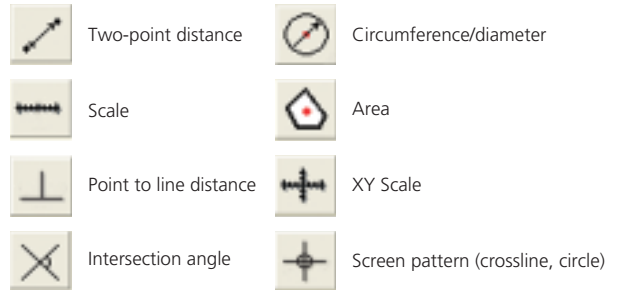 Two-point distance
Circumference/diameter
Scale
Area
Point to line distance
XY Scale
Intersection angle
Screen pattern (crossline, circle)